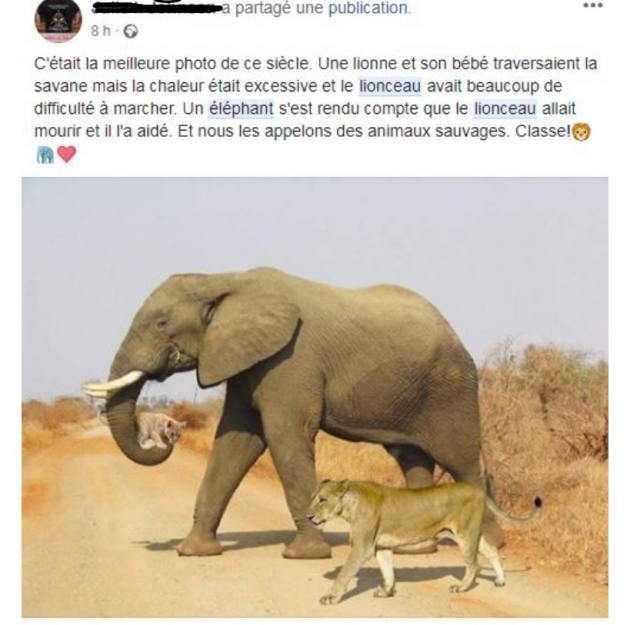 a partagé une publication.
8 h ·
C'était la meilleure photo de ce siècle. Une lionne et son bébé traversaient la
savane mais la chaleur était excessive et le lionceau avait beaucoup de
difficulté à marcher. Un éléphant s'est rendu compte que le lionceau allait
mourir et il l'a aidé. Et nous les appelons des animaux sauvages. Classe!🦁
🐘❤️